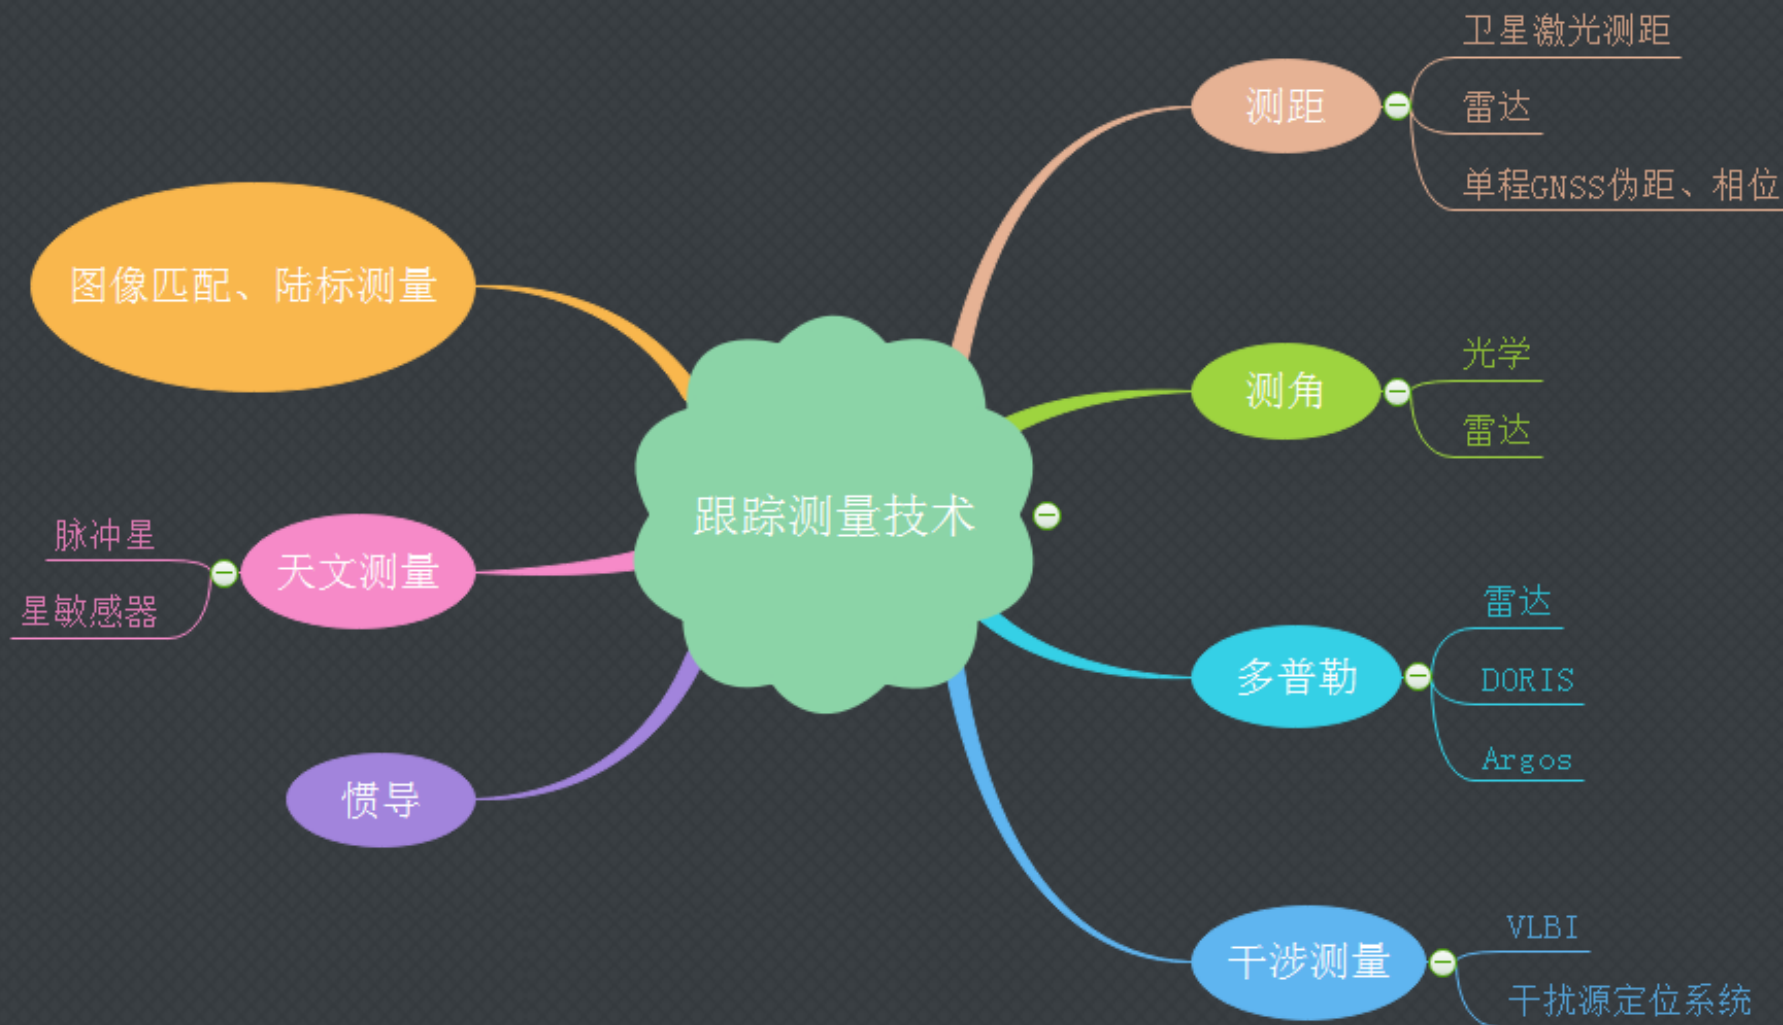 跟踪测量技术
测距
卫星激光测距
雷达
单程GNSS伪距、相位
测角
光学
雷达
多普勒
雷达
DORIS
Argos
干涉测量
VLBI
干扰源定位系统
图像匹配、陆标测量
天文测量
脉冲星
星敏感器
惯导